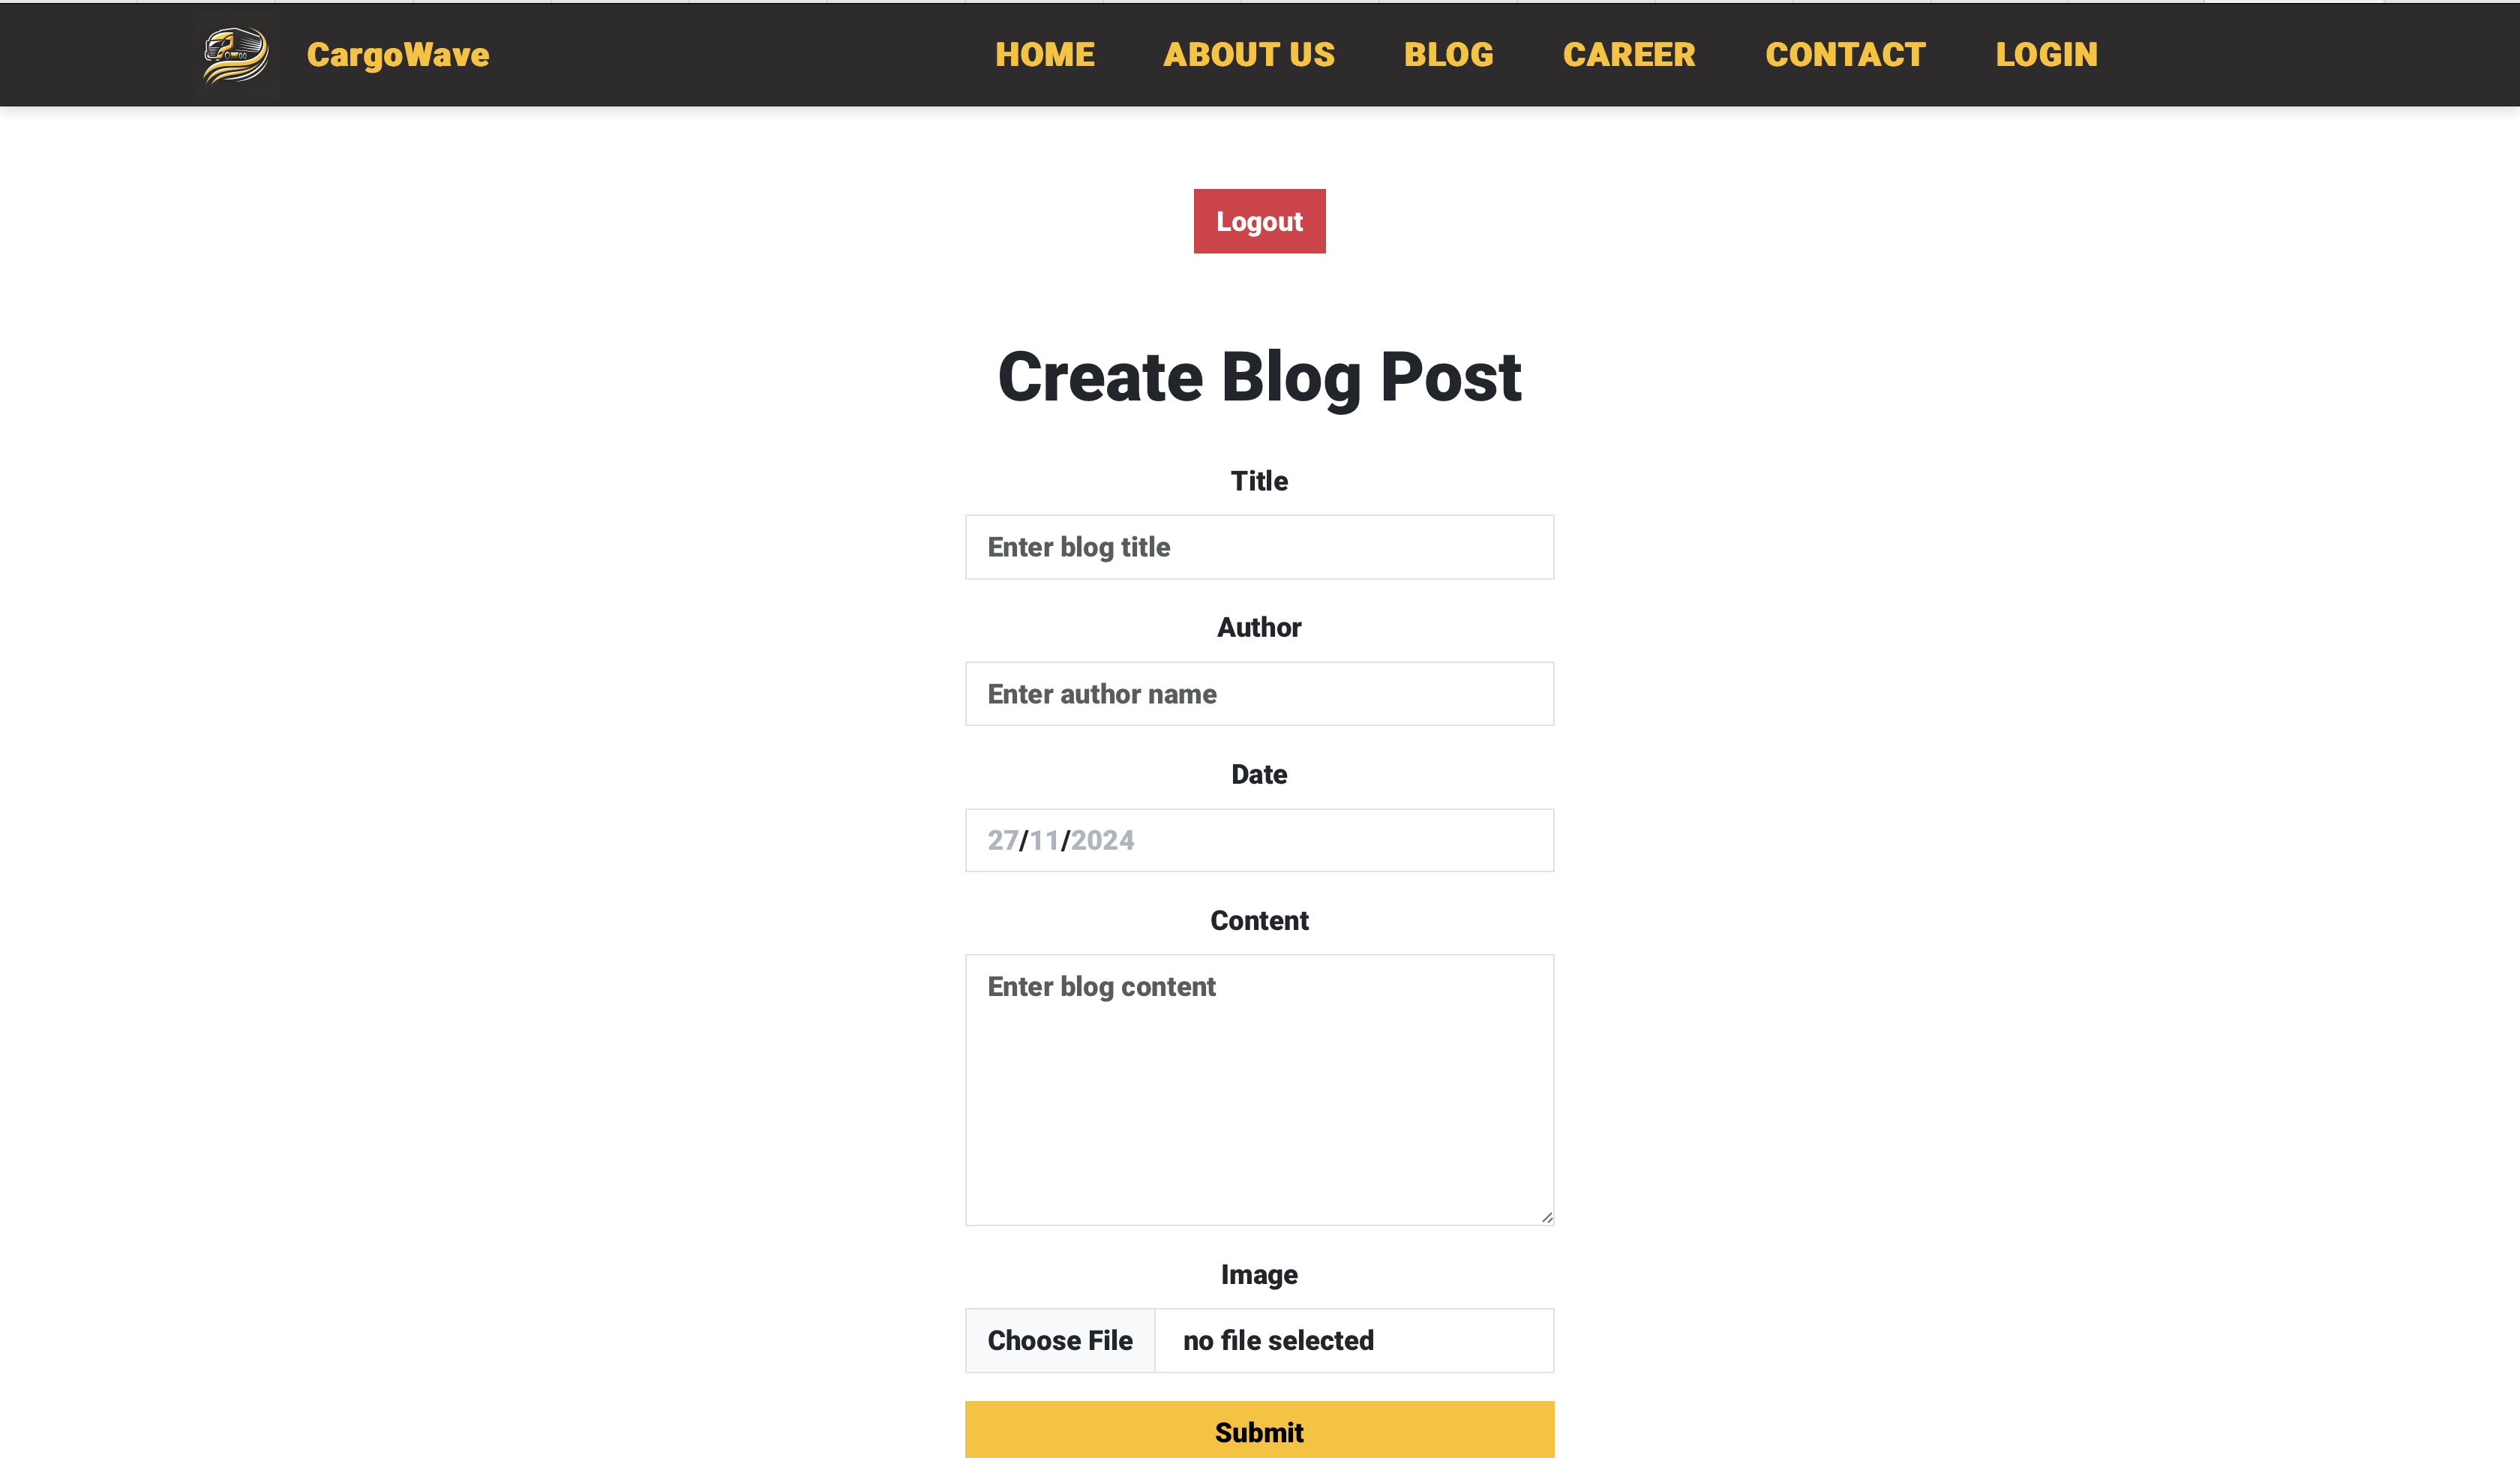 CargoWave HOME ABOUT US BLOG CAREER CONTACT LOGIN
Logout
Create Blog Post
Title
Enter blog title
Author
Enter author name
Date
27/11/2024
Content
Enter blog content
Image
Choose File no file selected
Submit